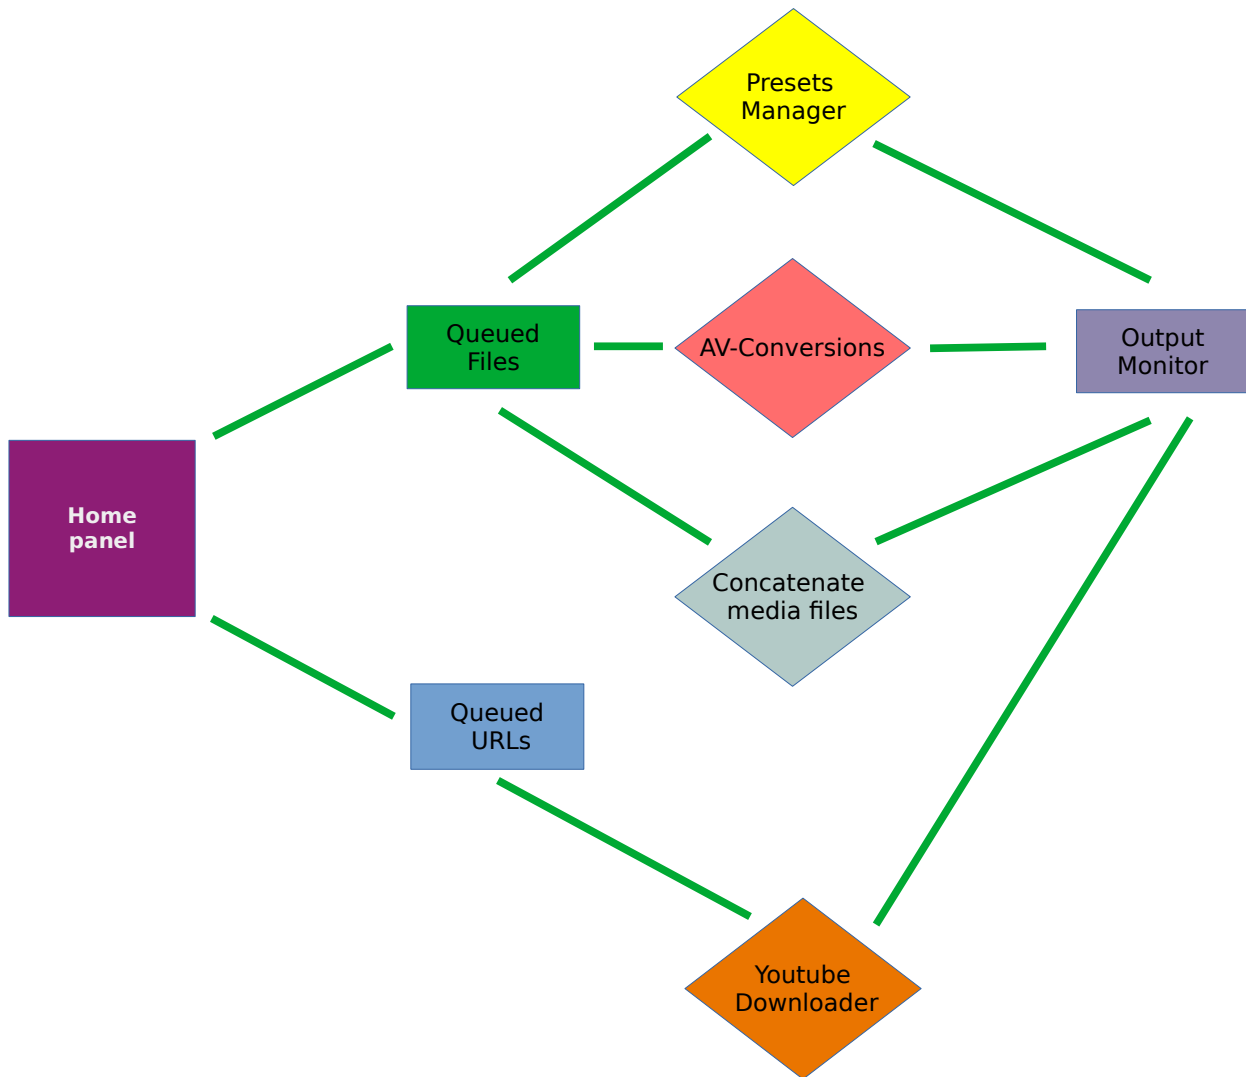 Presets
Manager
Queued
Files
AV-Conversions
Output
Monitor
Home
panel
Concatenate
media files
Queued
URLs
Youtube
Downloader